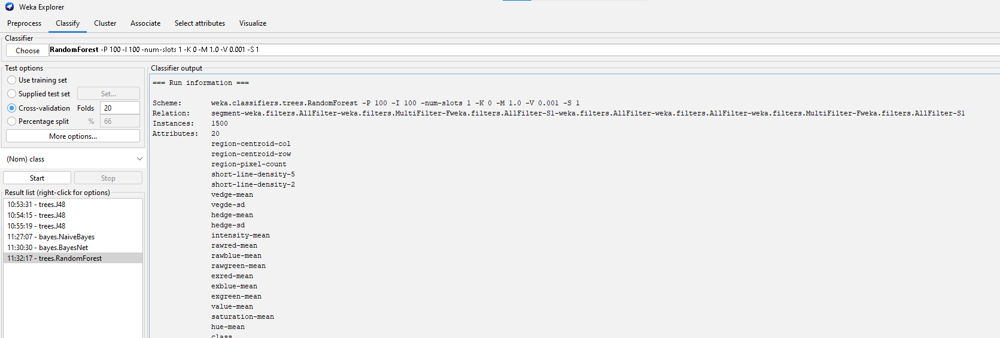 Weka Explorer
Preprocess Classify Cluster Associate Select attributes Visualize
Classifier
Choose RandomForest -P 100 -I 100 -num-slots 1 -K 0 -M 1.0 -V 0.001 -S 1
Test options
Use training set
Supplied test set Set...
Cross-validation Folds 20
Percentage split % 66
More options...
(Nom) class
Start Stop
Result list (right-click for options)
10:53:31 - trees.J48
10:54:15 - trees.J48
10:55:19 - trees.J48
11:27:07 - bayes.NaiveBayes
11:30:30 - bayes.BayesNet
11:32:17 - trees.RandomForest
Classifier output
=== Run information ===
Scheme: weka.classifiers.trees.RandomForest -P 100 -I 100 -num-slots 1 -K 0 -M 1.0 -V 0.001 -S 1
Relation: segment-weka.filters.AllFilter-weka.filters.MultiFilter-Fweka.filters.AllFilter-S1-weka.filters.AllFilter-weka.filters.AllFilter-weka.filters.MultiFilter-Fweka.filters.AllFilter-S1
Instances: 1500
Attributes: 20
region-centroid-col
region-centroid-row
region-pixel-count
short-line-density-5
short-line-density-2
vedge-mean
vegde-sd
hedge-mean
hedge-sd
intensity-mean
rawred-mean
rawblue-mean
rawgreen-mean
exred-mean
exblue-mean
exgreen-mean
value-mean
saturation-mean
hue-mean
class